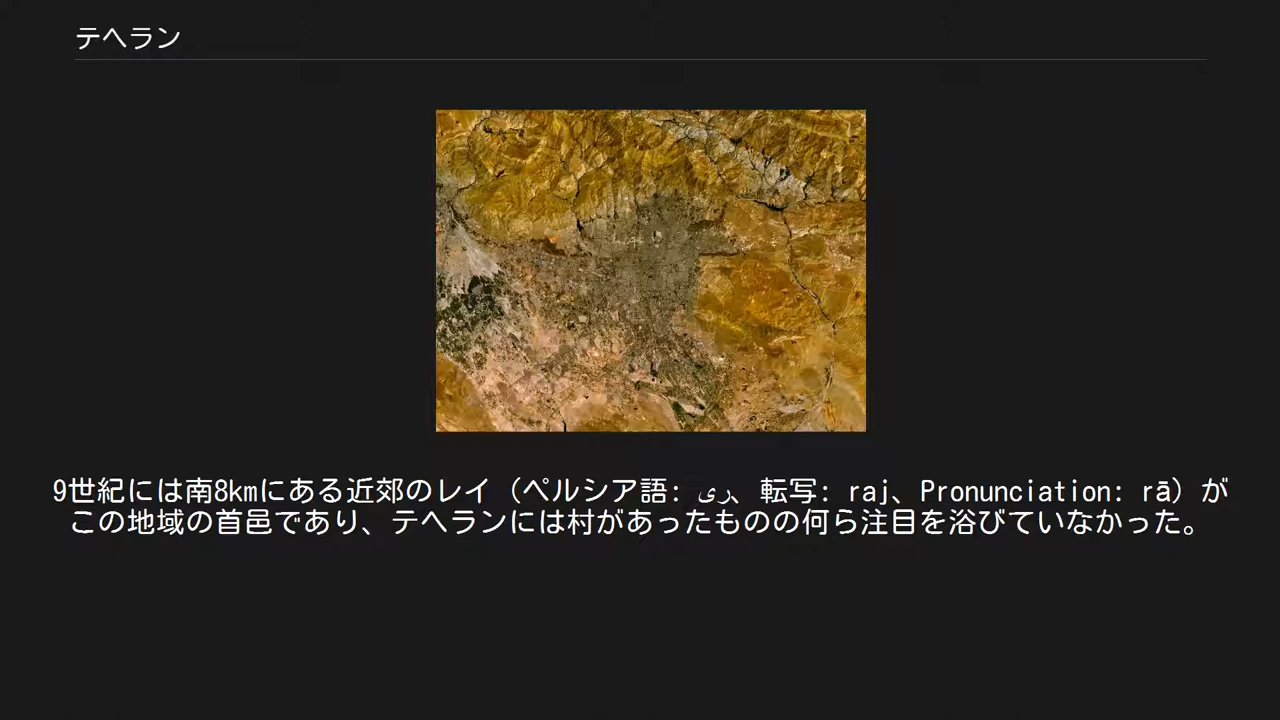 テヘラン
9世紀には南8kmにある近郊のレイ（ペルシア語: ری、転写: raj、Pronunciation: rā）が
この地域の首邑であり、テヘランには村があったものの何ら注目を浴びていなかった。